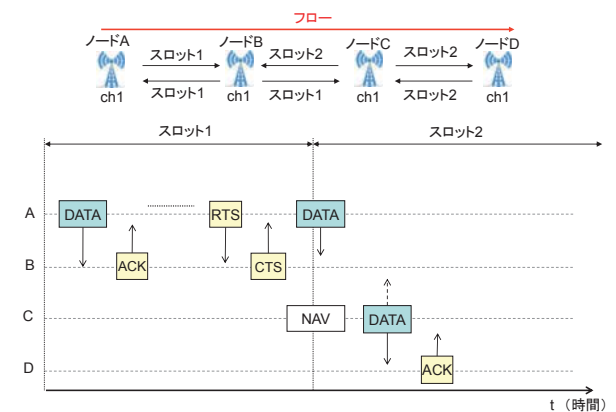 フロー
ノードA ノードB ノードC ノードD
スロット1 スロット2 スロット2
スロット1 スロット1 スロット2
ch1 ch1 ch1 ch1
スロット1 スロット2
A DATA RTS DATA
B ACK CTS
C NAV DATA
D ACK
t (時間)